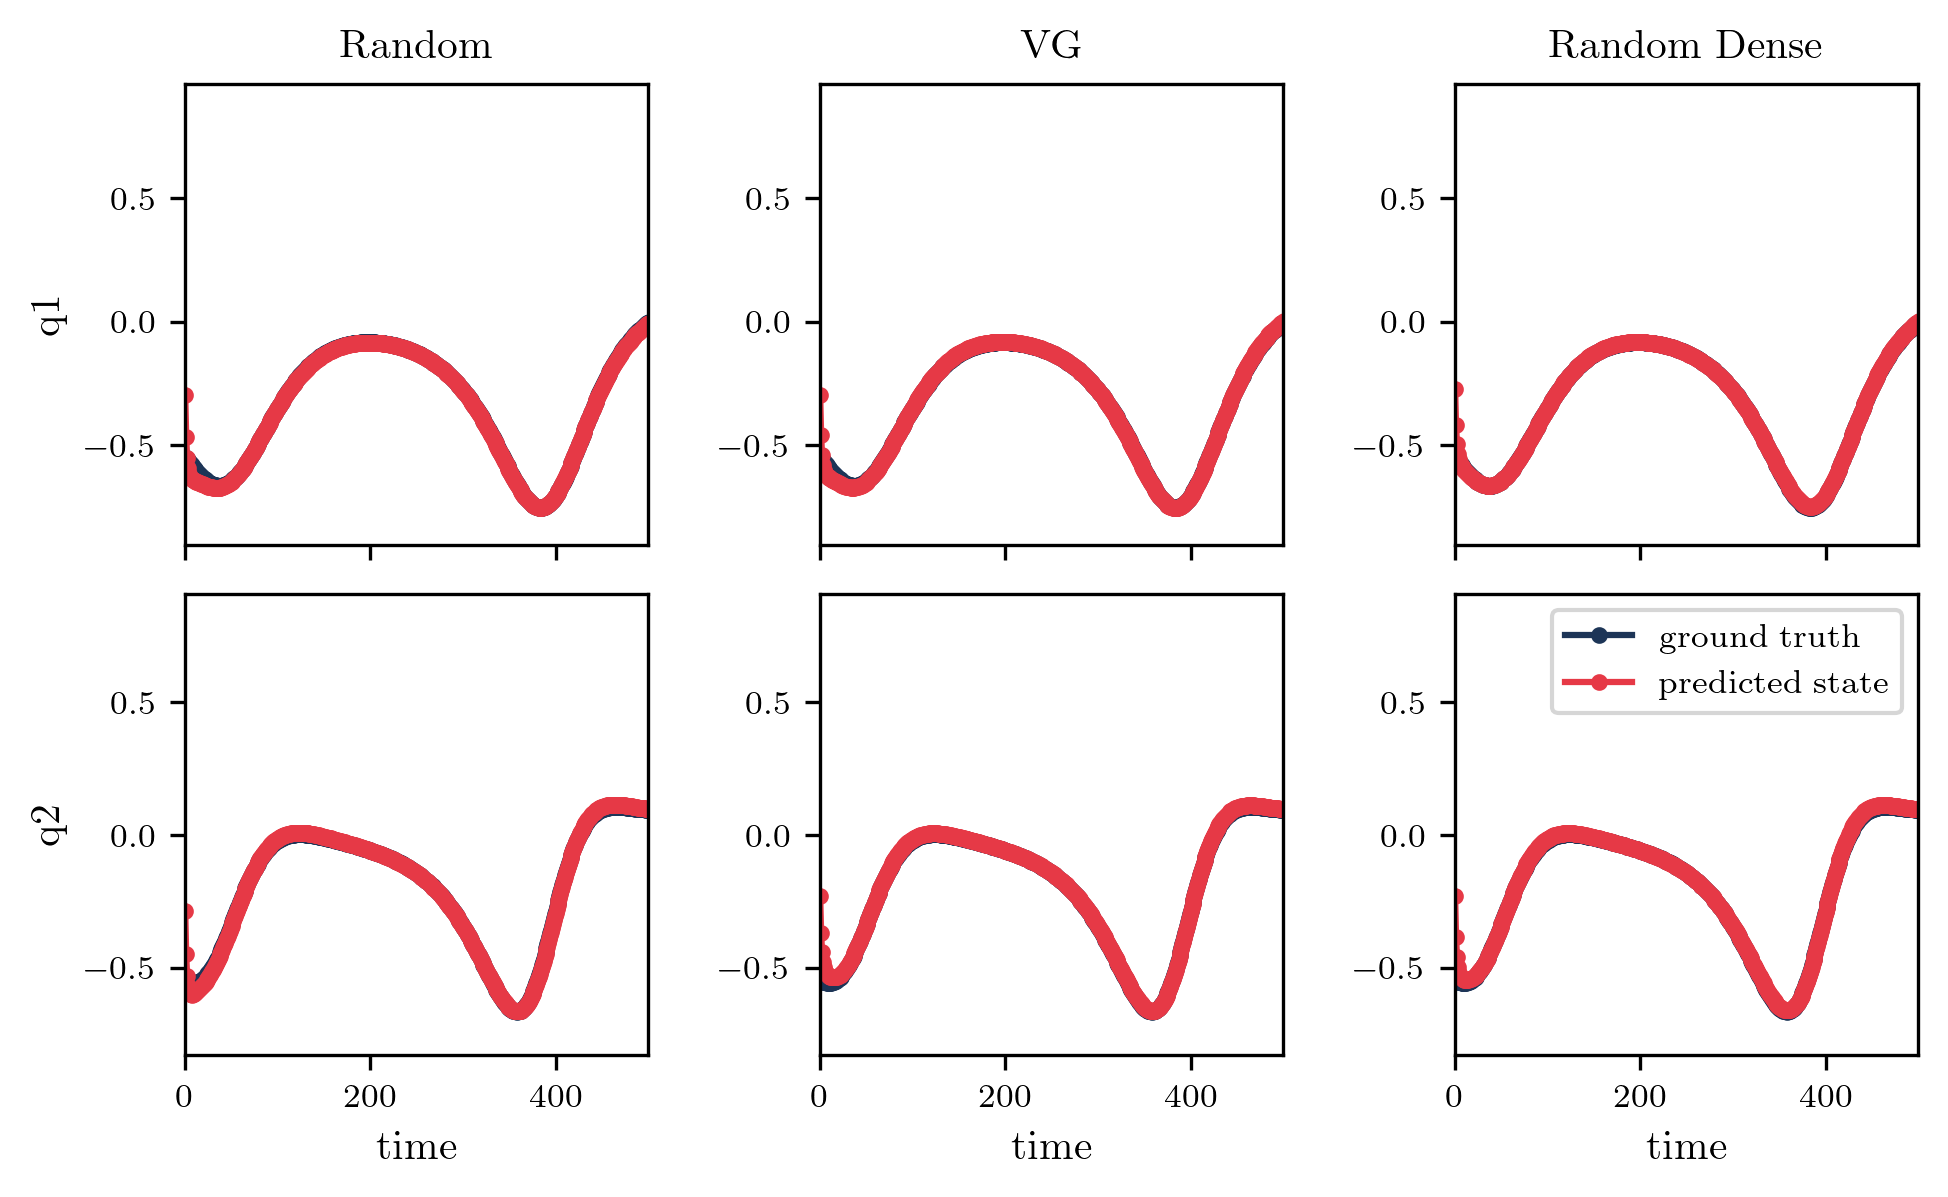 Random VG Random Dense
q1
0.5 0.5 0.5
0.0 0.0 0.0
−0.5 −0.5 −0.5
q2
ground truth
predicted state
0.5 0.5 0.5
0.0 0.0 0.0
−0.5 −0.5 −0.5
0 200 400 0 200 400 0 200 400
time time time